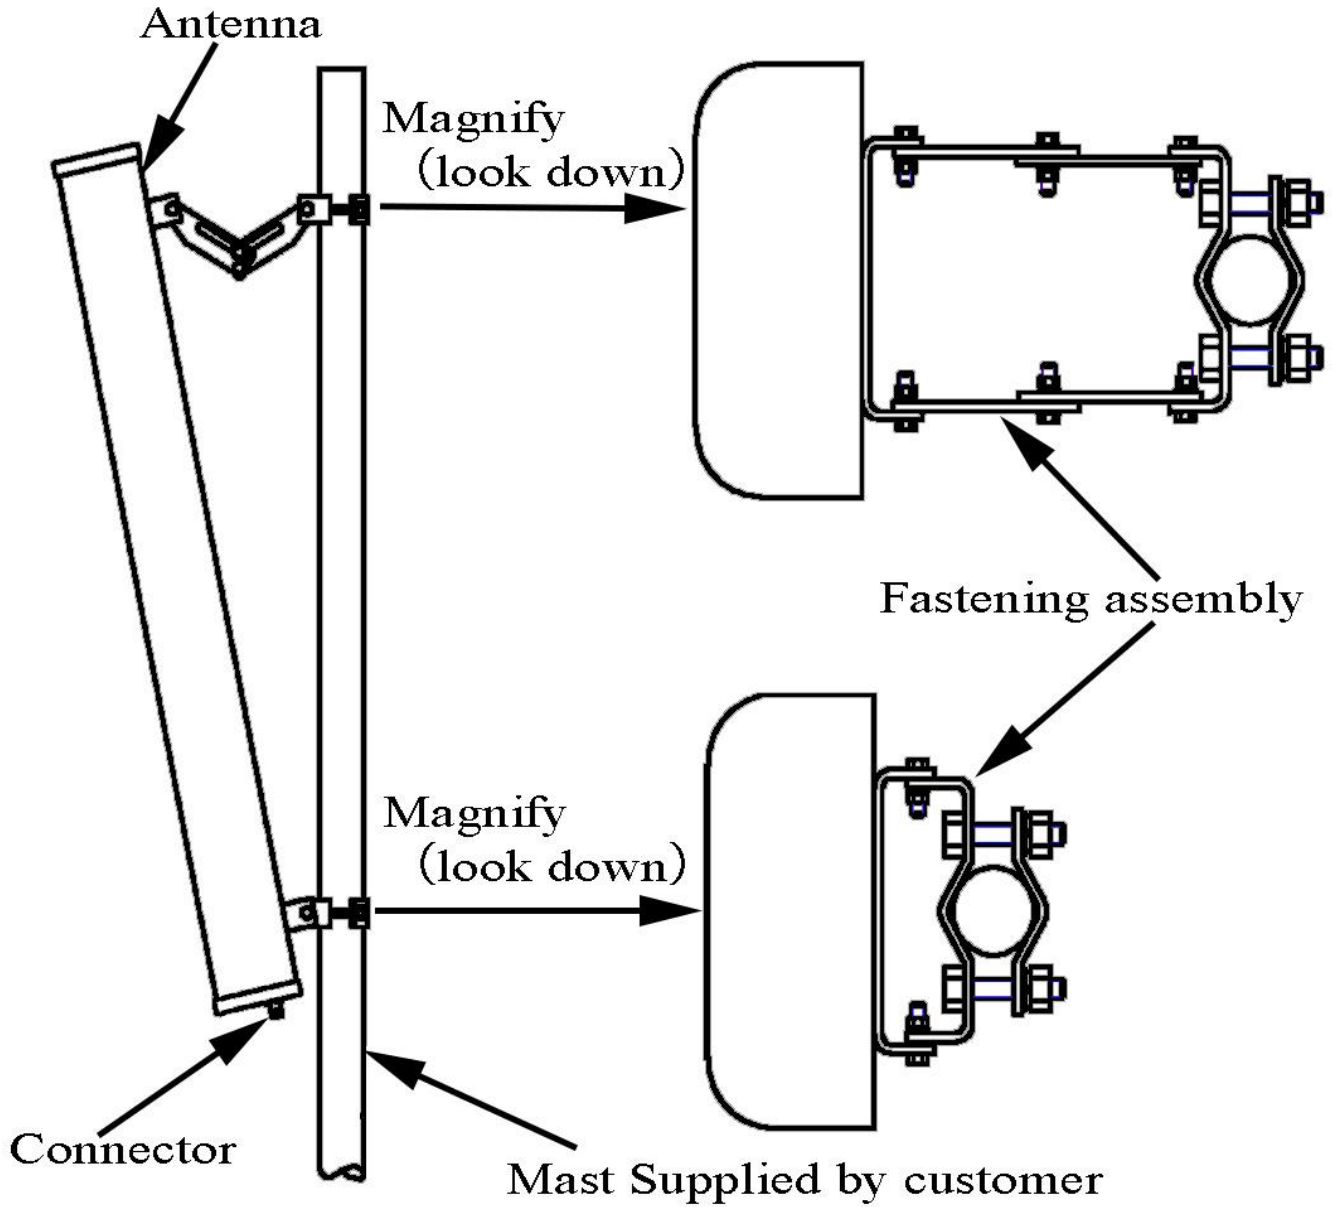 Antenna
Magnify
（look down）
Fastening assembly
Magnify
（look down）
Connector
Mast Supplied by customer